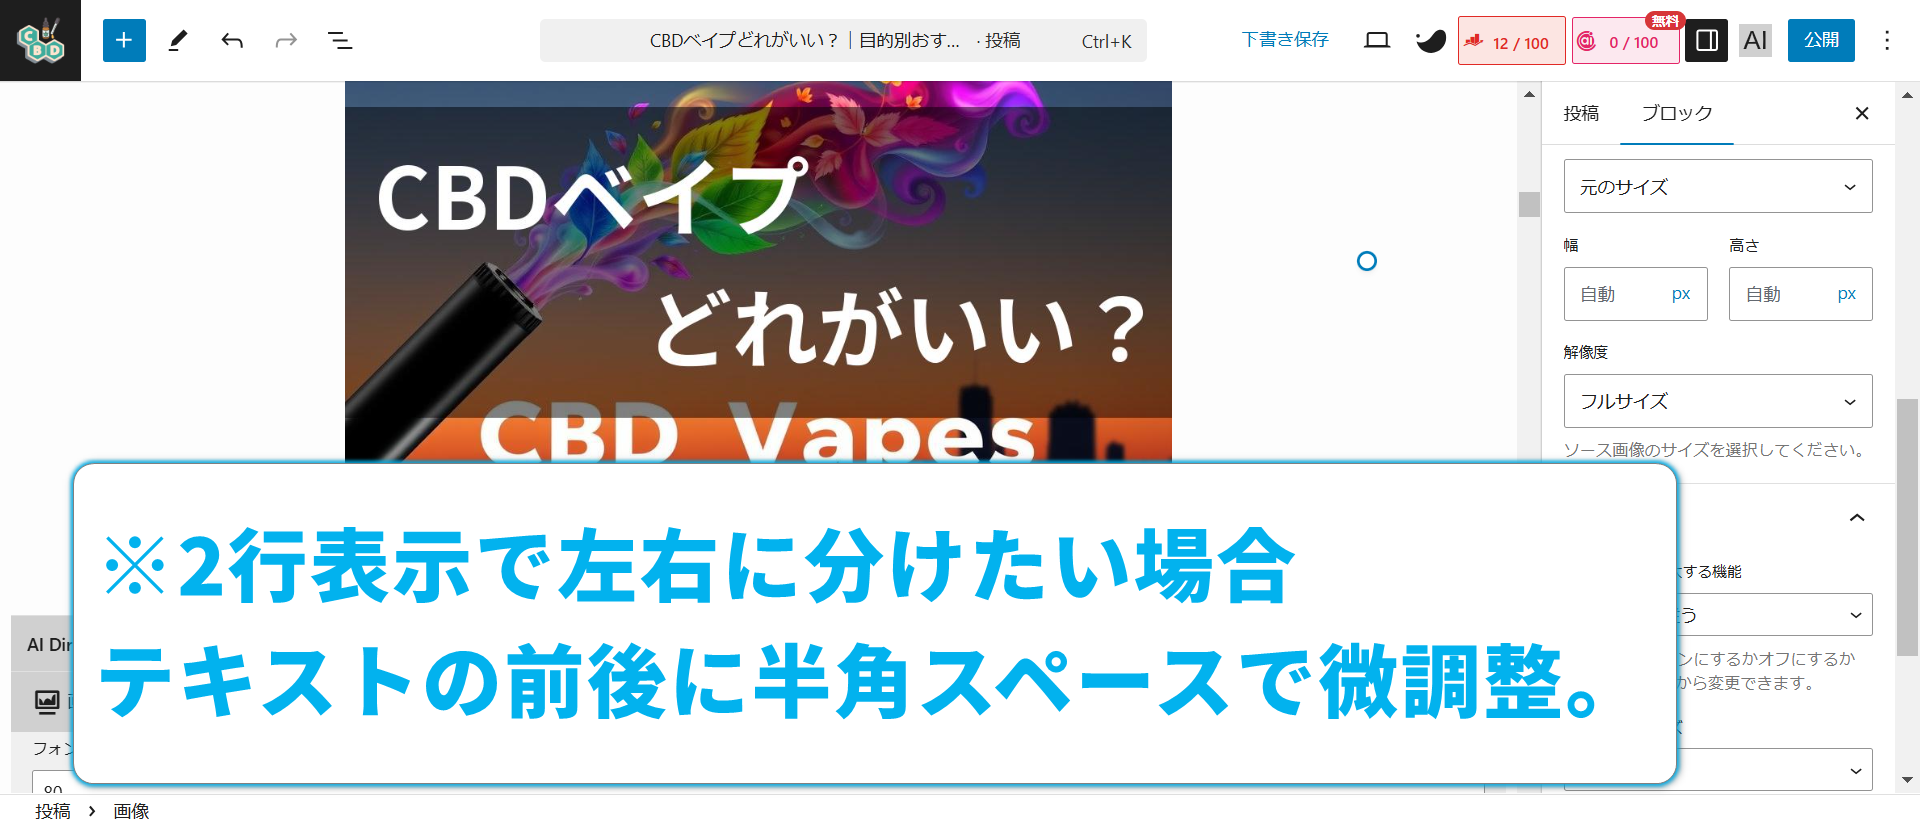 CBD
CBDベイプどれがいい？｜目的別おす... · 投稿 Ctrl+K
下書き保存
12 / 100
無料
0 / 100
AI
公開
CBDベイプ
どれがいい？
CBD Vapes
投稿 ブロック
元のサイズ
幅 高さ
自動 px 自動 px
解像度
フルサイズ
ソース画像のサイズを選択してください。
する機能
う
ンにするかオフにするか
から変更できます。
※2行表示で左右に分けたい場合
テキストの前後に半角スペースで微調整。
AI Dir
フォン
80
投稿 › 画像